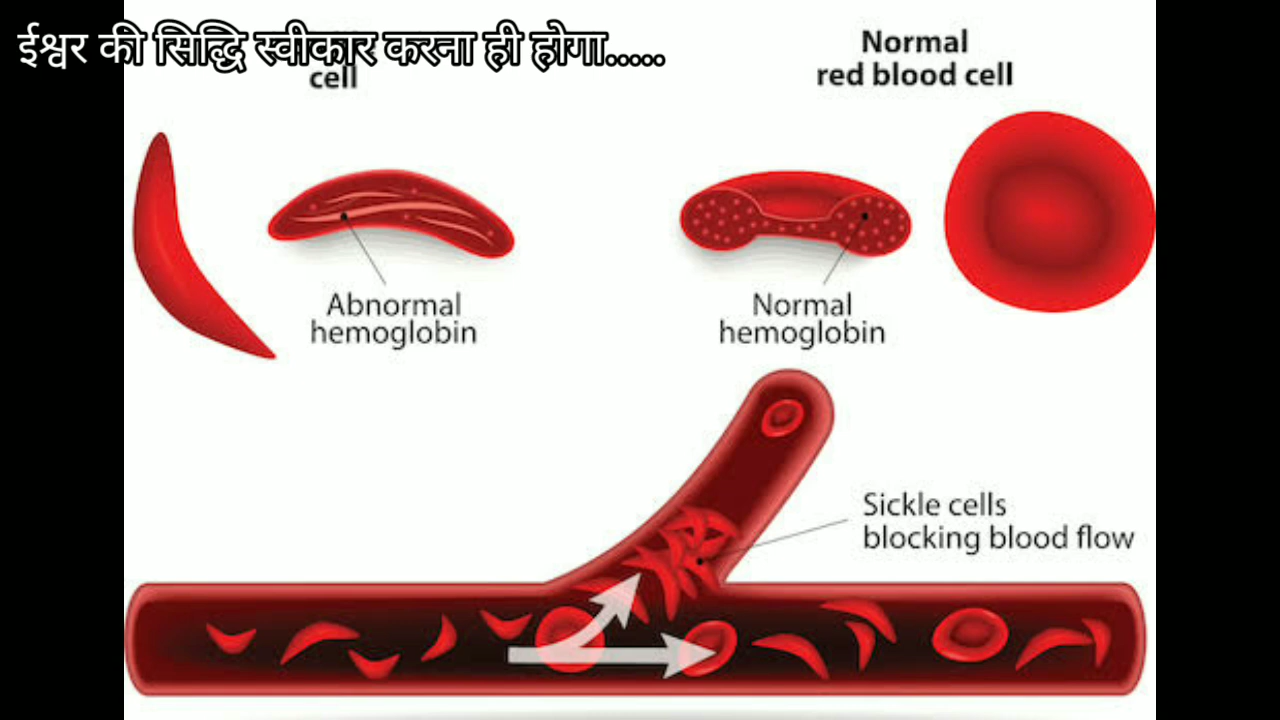 ईश्वर की सिद्धि स्वीकार करना ही होगा.....
cell
Normal
red blood cell
Abnormal
hemoglobin
Normal
hemoglobin
Sickle cells
blocking blood flow